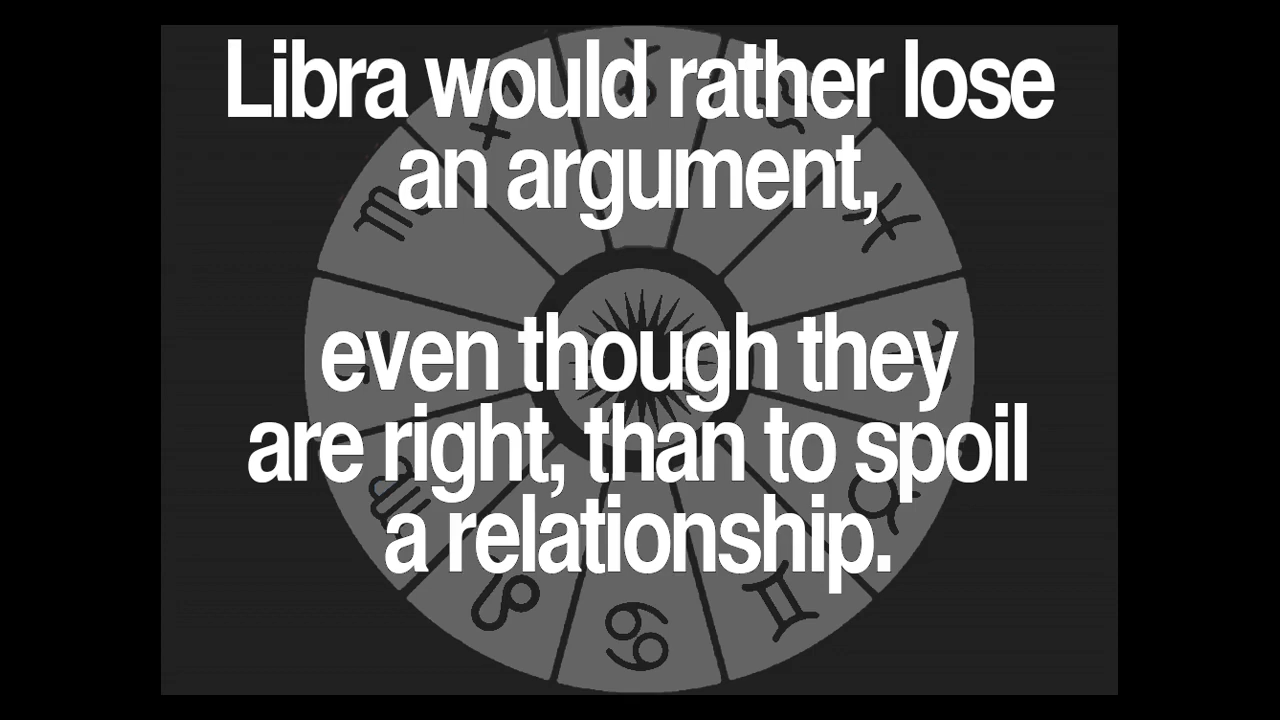 Libra would rather lose
an argument,
even though they
are right, than to spoil
a relationship.